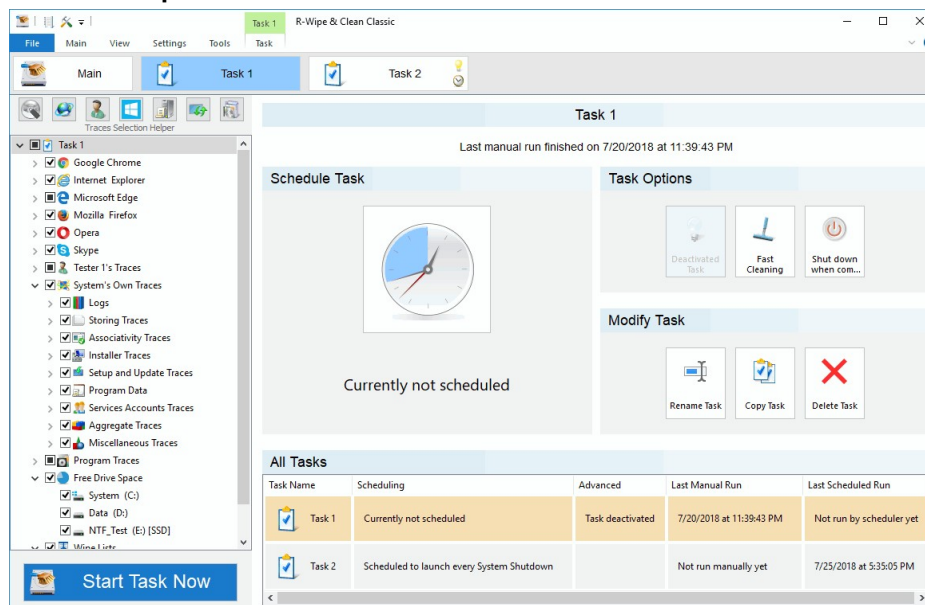 Task 1
R-Wipe & Clean Classic
File Main View Settings Tools Task
Main
Task 1
Task 2
Traces Selection Helper
Task 1
Google Chrome
Internet Explorer
Microsoft Edge
Mozilla Firefox
Opera
Skype
Tester 1's Traces
System's Own Traces
Logs
Storing Traces
Associativity Traces
Installer Traces
Setup and Update Traces
Program Data
Services Accounts Traces
Aggregate Traces
Miscellaneous Traces
Program Traces
Free Drive Space
System (C:)
Data (D:)
NTF_Test (E:) [SSD]
Wipe Lists
Start Task Now
Task 1
Last manual run finished on 7/20/2018 at 11:39:43 PM
Schedule Task
Currently not scheduled
Task Options
Deactivated
Task
Fast
Cleaning
Shut down
when com...
Modify Task
Rename Task
Copy Task
Delete Task
All Tasks
Task Name Scheduling Advanced Last Manual Run Last Scheduled Run
Task 1 Currently not scheduled Task deactivated 7/20/2018 at 11:39:43 PM Not run by scheduler yet
Task 2 Scheduled to launch every System Shutdown Not run manually yet 7/25/2018 at 5:35:05 PM